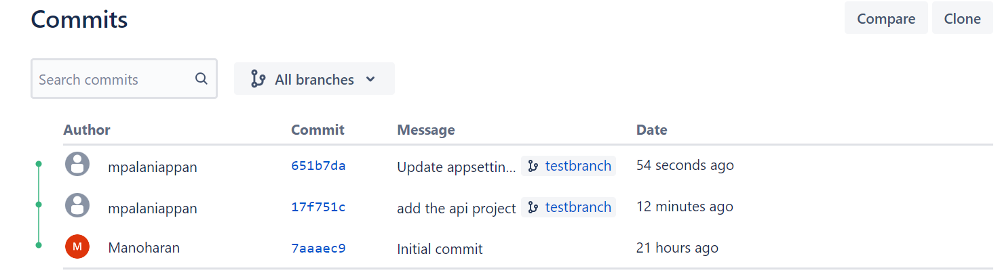 Commits
Compare Clone
Search commits All branches
Author Commit Message Date
mpalaniappan 651b7da Update appsettin... testbranch 54 seconds ago
mpalaniappan 17f751c add the api project testbranch 12 minutes ago
M Manoharan 7aaaec9 Initial commit 21 hours ago